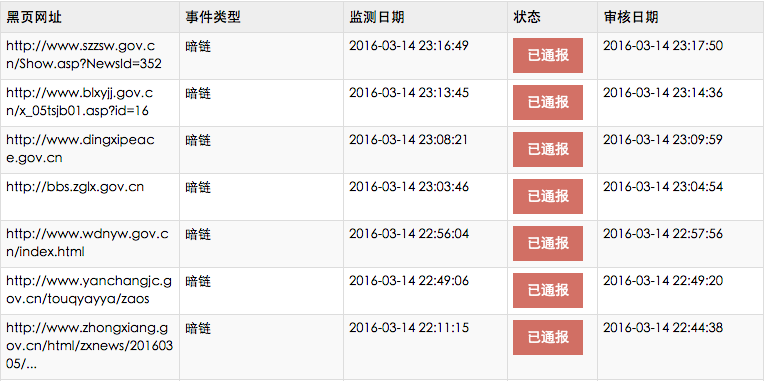 黑页网址 事件类型 监测日期 状态 审核日期
http://www.szzsw.gov.c 暗链 2016-03-14 23:16:49 已通报 2016-03-14 23:17:50
n/Show.asp?NewsId=352
http://www.blxyjj.gov.c 暗链 2016-03-14 23:13:45 已通报 2016-03-14 23:14:36
n/x_05tsjb01.asp?id=16
http://www.dingxipeac 暗链 2016-03-14 23:08:21 已通报 2016-03-14 23:09:59
e.gov.cn
http://bbs.zglx.gov.cn 暗链 2016-03-14 23:03:46 已通报 2016-03-14 23:04:54
http://www.wdnyw.gov.c 暗链 2016-03-14 22:56:04 已通报 2016-03-14 22:57:56
n/index.html
http://www.yanchangjc.g 暗链 2016-03-14 22:49:06 已通报 2016-03-14 22:49:20
ov.cn/touqyayya/zaos
http://www.zhongxiang.g 暗链 2016-03-14 22:11:15 已通报 2016-03-14 22:44:38
ov.cn/html/zxnews/20160
305/...